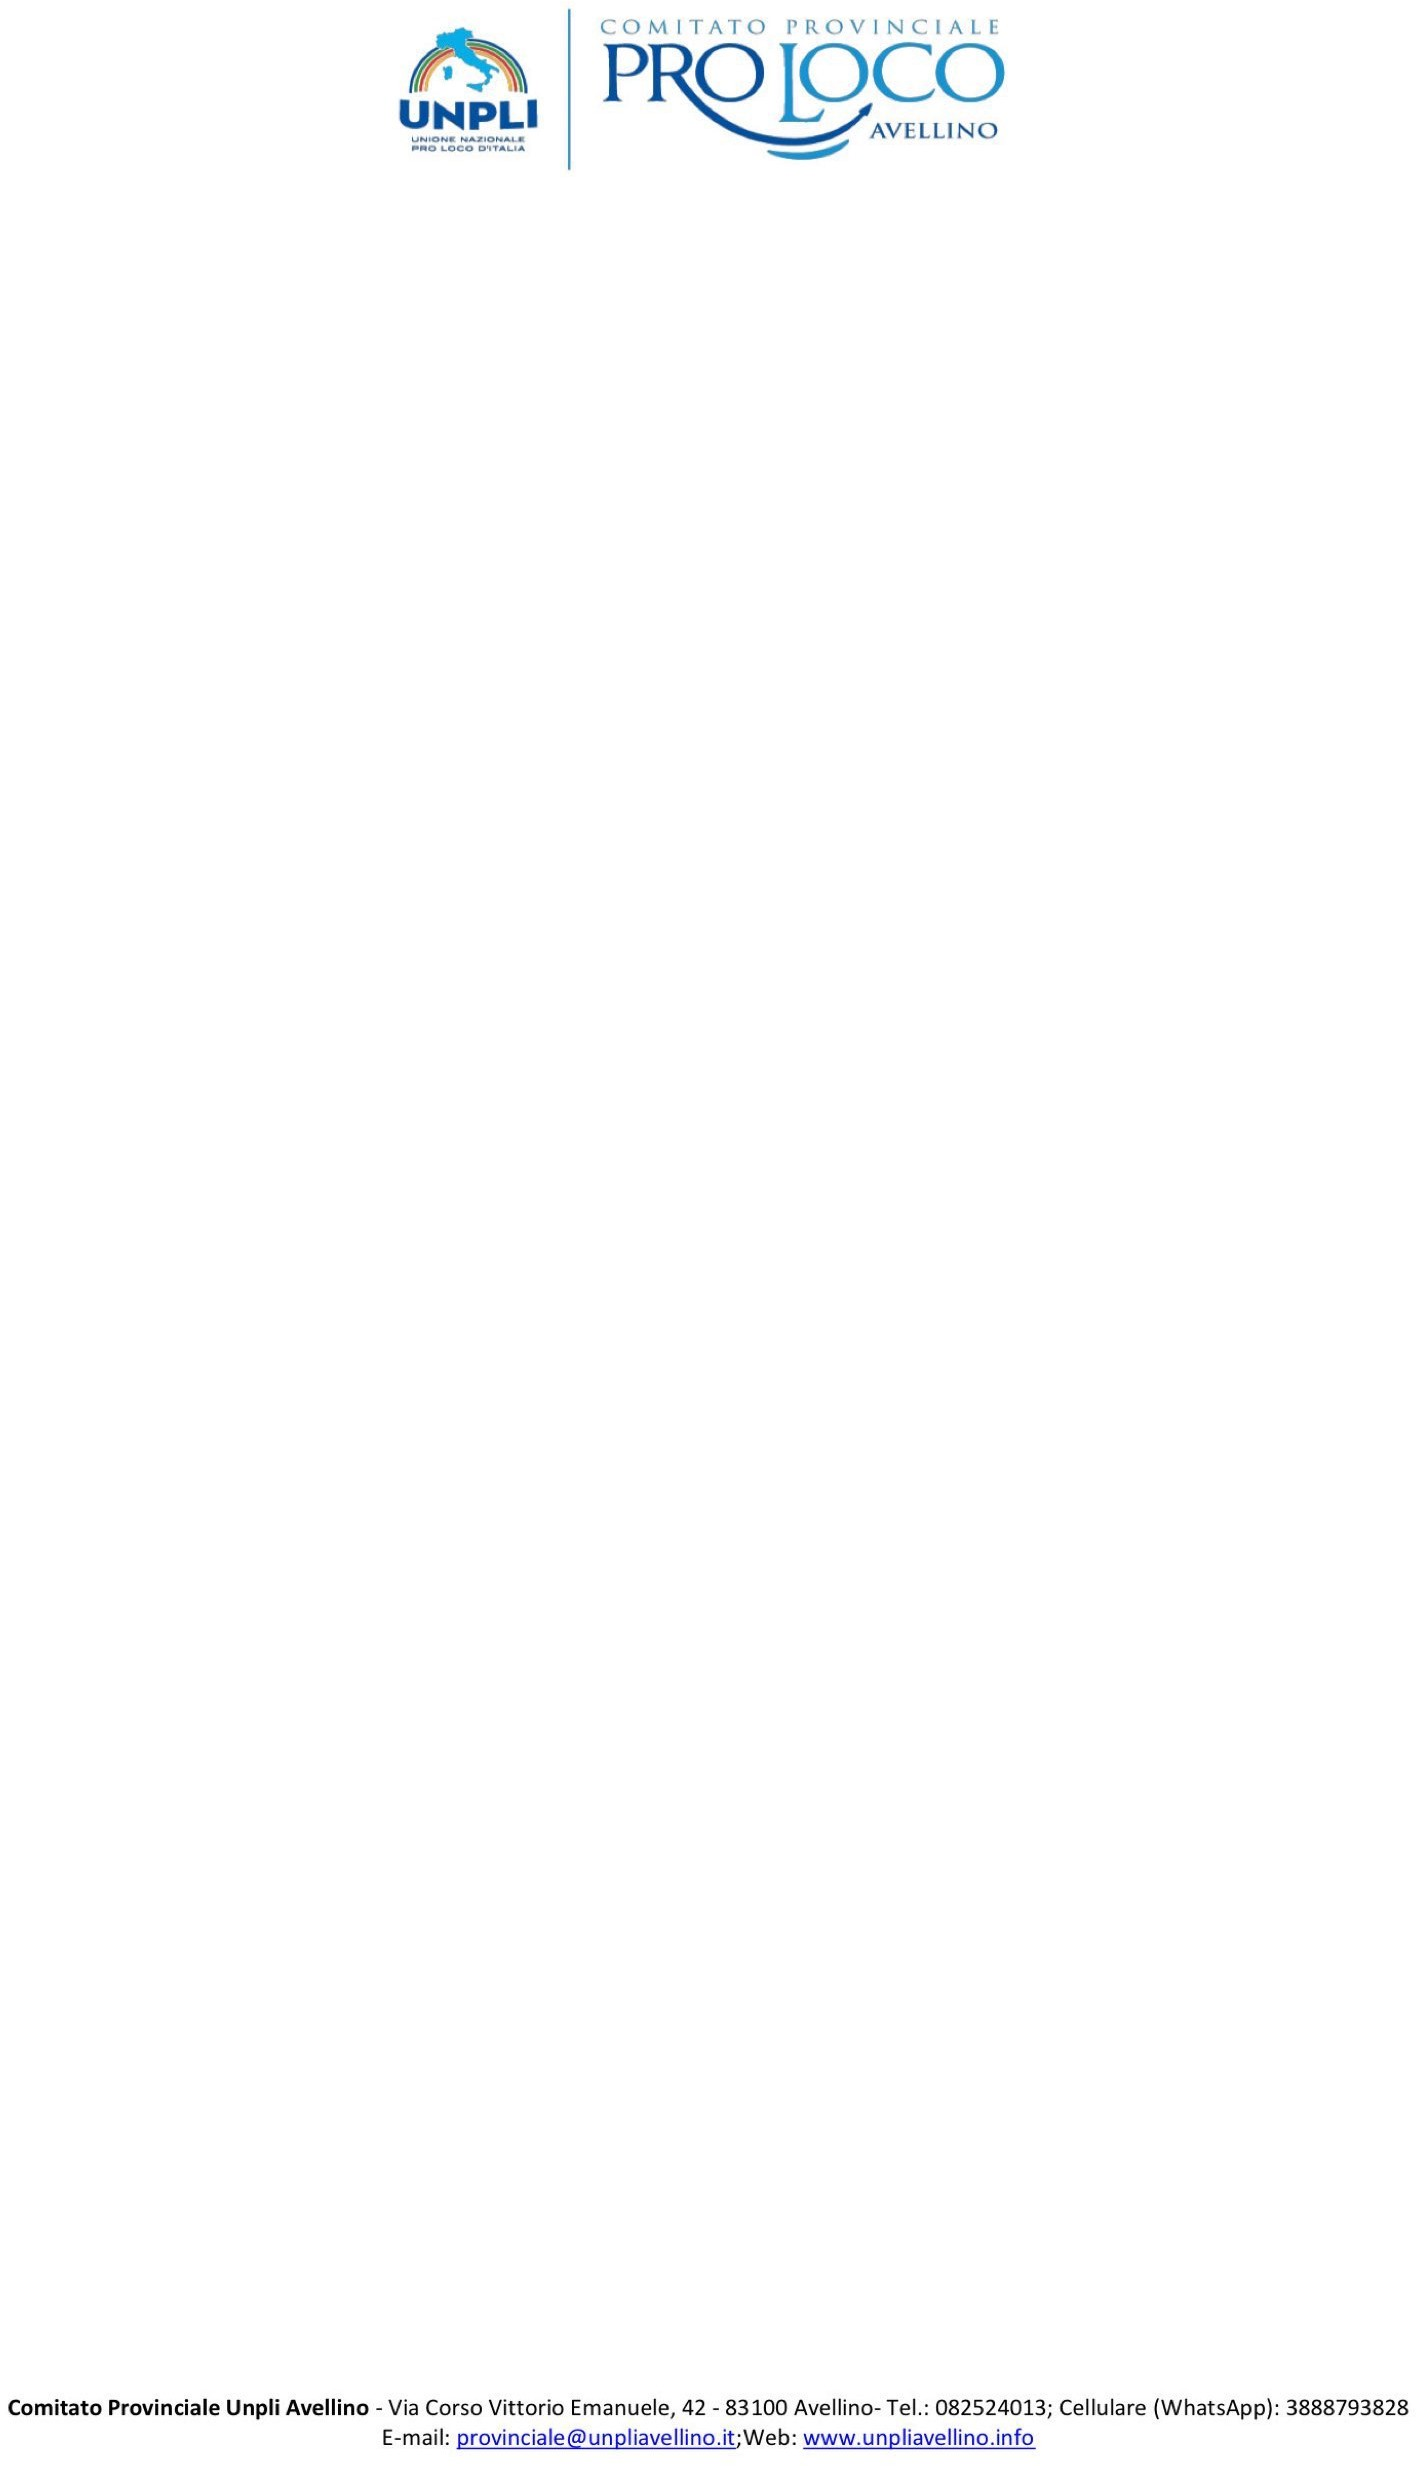 UNPLI
UNIONE NAZIONALE
PRO LOCO D'ITALIA
COMITATO PROVINCIALE
PRO LOCO
AVELLINO
Comitato Provinciale Unpli Avellino - Via Corso Vittorio Emanuele, 42 - 83100 Avellino- Tel.: 082524013; Cellulare (WhatsApp): 3888793828
E-mail: provinciale@unpliavellino.it;Web: www.unpliavellino.info